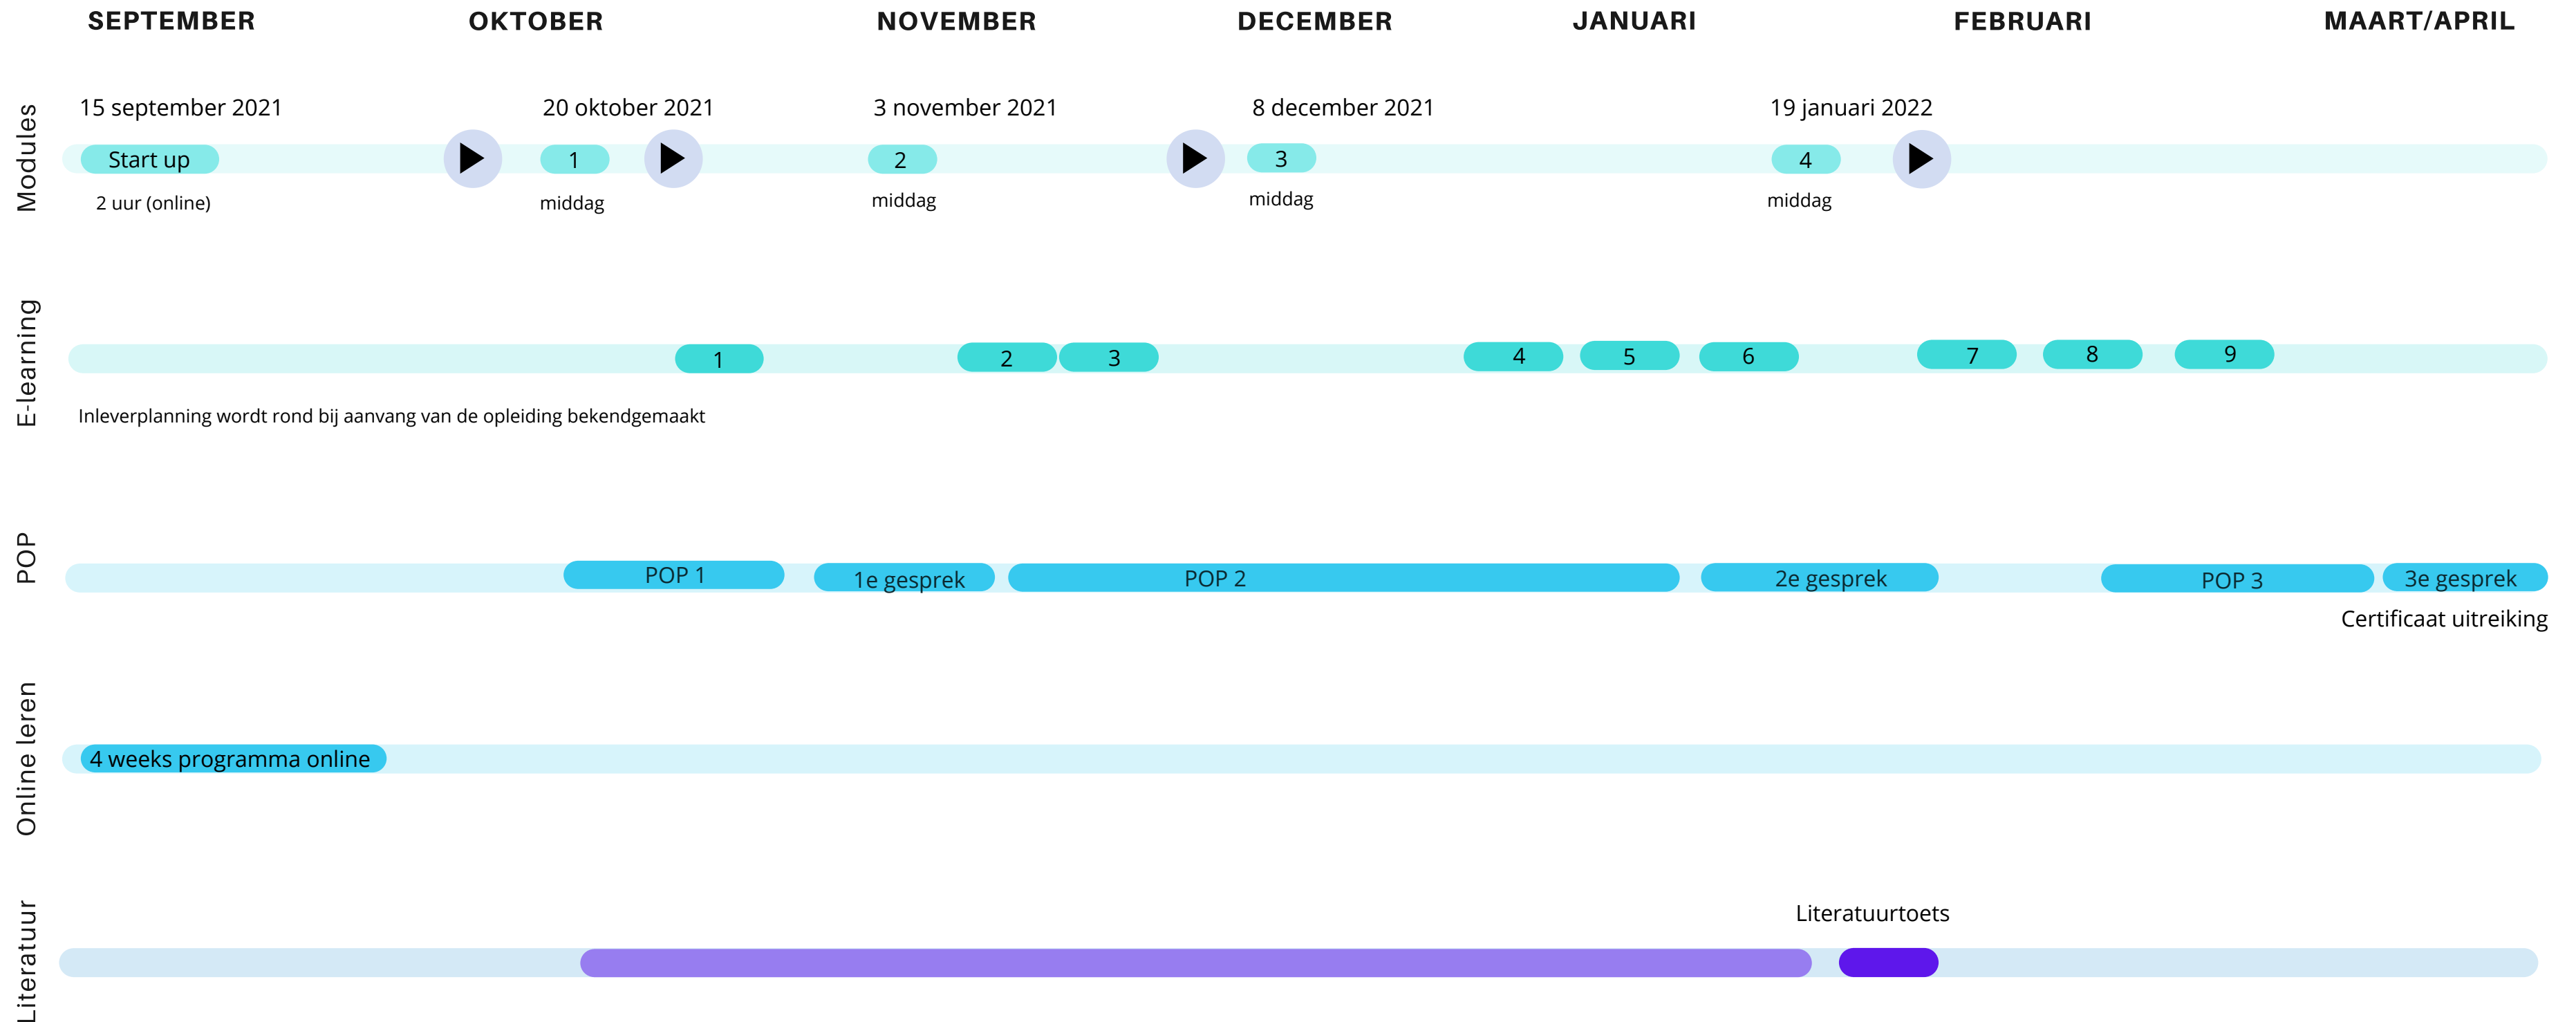 SEPTEMBER OKTOBER NOVEMBER DECEMBER JANUARI FEBRUARI MAART/APRIL
Modules
15 september 2021 20 oktober 2021 3 november 2021 8 december 2021 19 januari 2022
Start up 1 2 3 4
2 uur (online) middag middag middag middag
E-learning
1 2 3 4 5 6 7 8 9
Inleverplanning wordt rond bij aanvang van de opleiding bekendgemaakt
POP
POP 1 1e gesprek POP 2 2e gesprek POP 3 3e gesprek
Certificaat uitreiking
Online leren
4 weeks programma online
Literatuur
Literatuurtoets